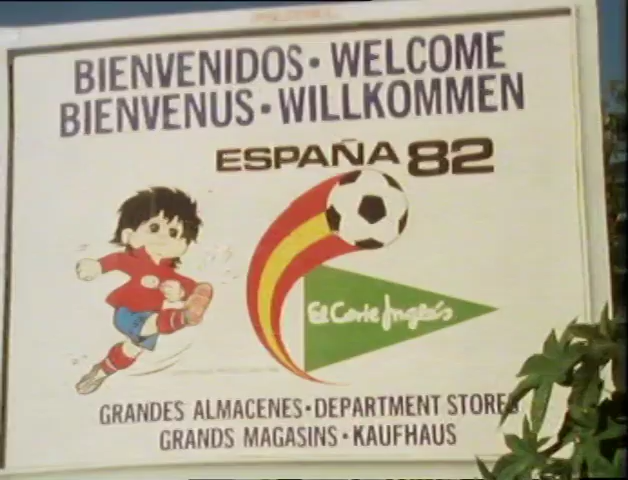 BIENVENIDOS · WELCOME
BIENVENUS · WILLKOMMEN
ESPAÑA 82
El Corte Inglés
GRANDES ALMACENES · DEPARTMENT STORES
GRANDS MAGASINS · KAUFHAUS